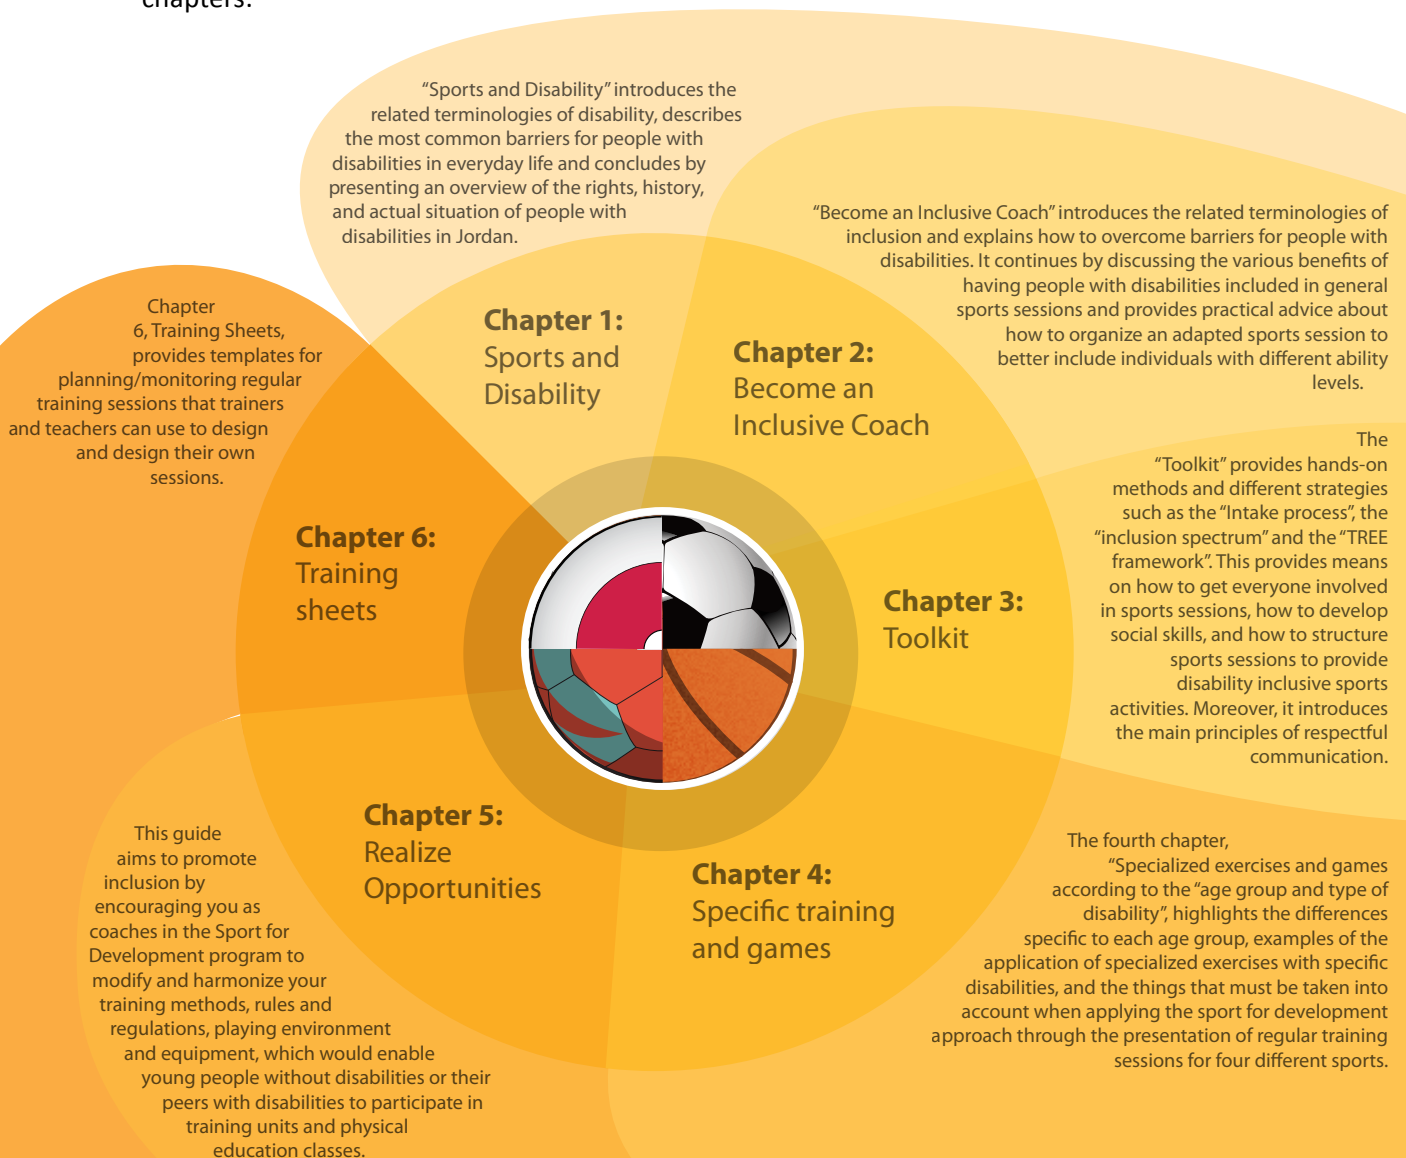 chapters:
“Sports and Disability” introduces the
related terminologies of disability, describes
the most common barriers for people with
disabilities in everyday life and concludes by
presenting an overview of the rights, history,
and actual situation of people with
disabilities in Jordan.
“Become an Inclusive Coach” introduces the related terminologies of
inclusion and explains how to overcome barriers for people with
disabilities. It continues by discussing the various benefits of
having people with disabilities included in general
sports sessions and provides practical advice about
how to organize an adapted sports session to
better include individuals with different ability
levels.
Chapter
6, Training Sheets,
provides templates for
planning/monitoring regular
training sessions that trainers
and teachers can use to design
and design their own
sessions.
Chapter 1:
Sports and
Disability
Chapter 2:
Become an
Inclusive Coach
The
“Toolkit” provides hands-on
methods and different strategies
such as the “Intake process”, the
“inclusion spectrum” and the “TREE
framework”. This provides means
on how to get everyone involved
in sports sessions, how to develop
social skills, and how to structure
sports sessions to provide
disability inclusive sports
activities. Moreover, it introduces
the main principles of respectful
communication.
Chapter 6:
Training
sheets
Chapter 3:
Toolkit
Chapter 5:
Realize
Opportunities
Chapter 4:
Specific training
and games
This guide
aims to promote
inclusion by
encouraging you as
coaches in the Sport for
Development program to
modify and harmonize your
training methods, rules and
regulations, playing environment
and equipment, which would enable
young people without disabilities or their
peers with disabilities to participate in
training units and physical
education classes.
The fourth chapter,
“Specialized exercises and games
according to the “age group and type of
disability”, highlights the differences
specific to each age group, examples of the
application of specialized exercises with specific
disabilities, and the things that must be taken into
account when applying the sport for development
approach through the presentation of regular training
sessions for four different sports.